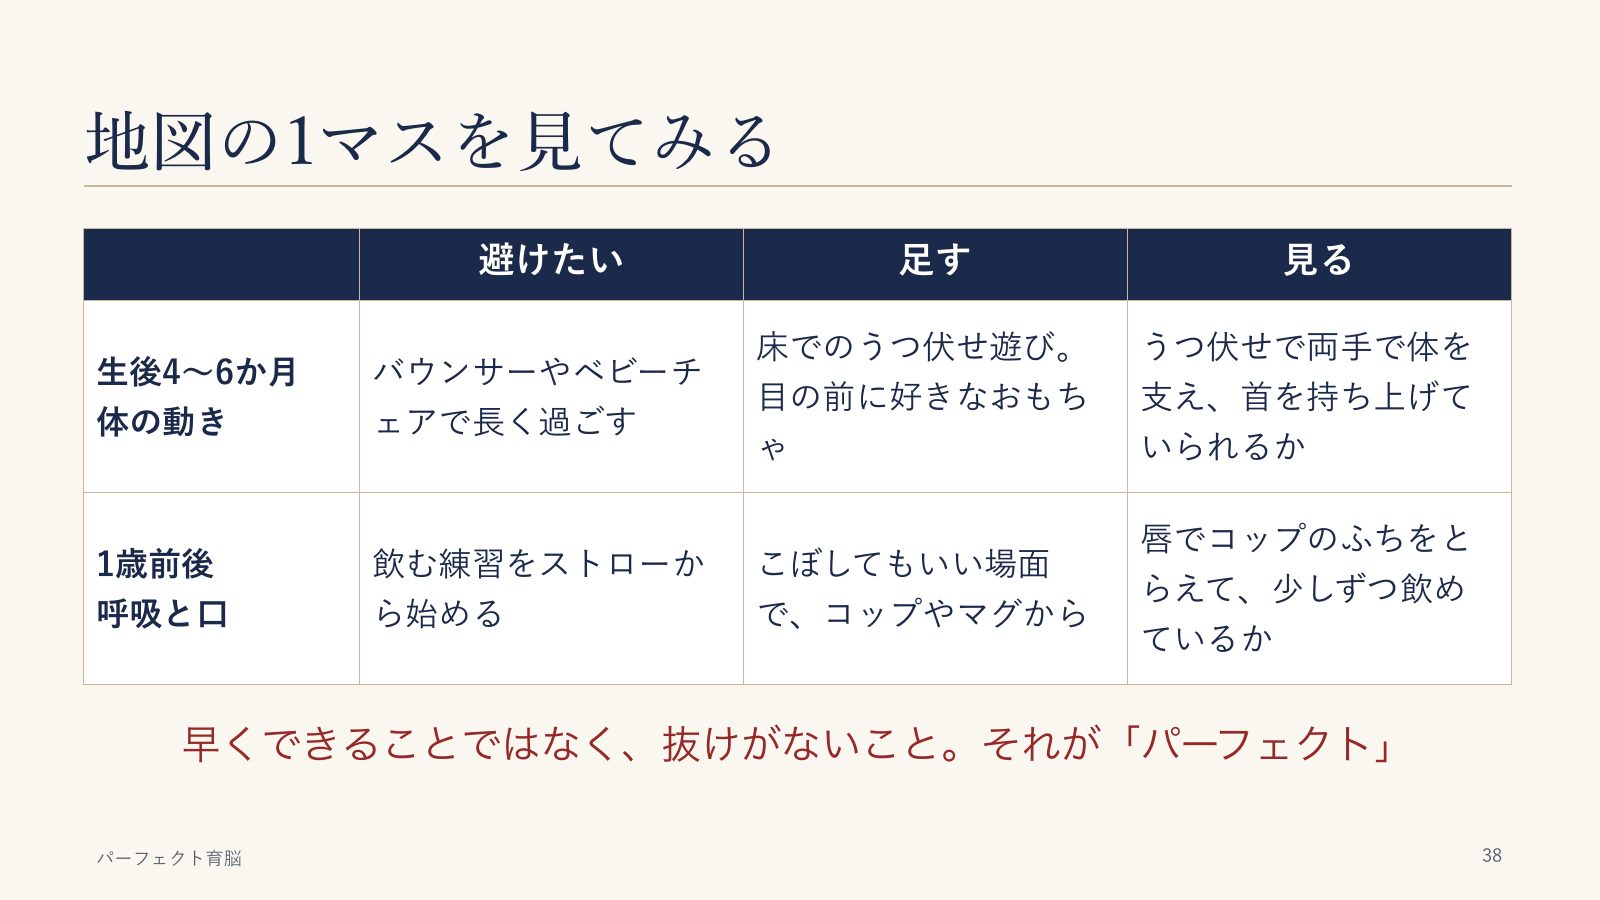 地図の1マスを見てみる
避けたい
足す
見る
生後4〜6か月
体の動き
バウンサーやベビーチ
ェアで長く過ごす
床でのうつ伏せ遊び。
目の前に好きなおもち
ゃ
うつ伏せで両手で体を
支え、首を持ち上げて
いられるか
1歳前後
呼吸と口
飲む練習をストローか
ら始める
こぼしてもいい場面
で、コップやマグから
唇でコップのふちをと
らえて、少しずつ飲め
ているか
早くできることではなく、抜けがないこと。それが「パーフェクト」
パーフェクト育脳
38